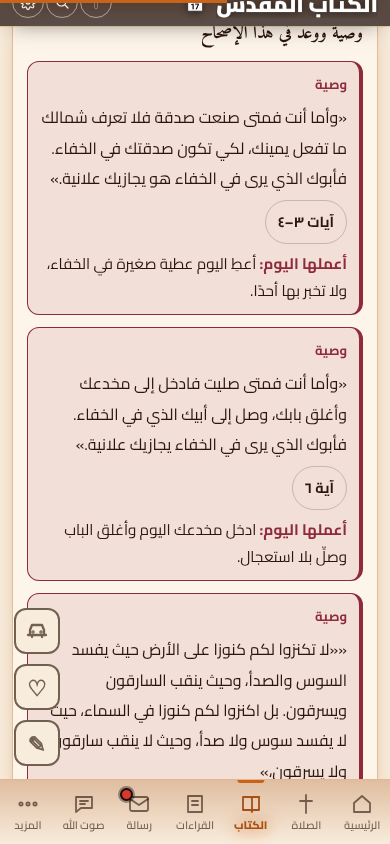 الكتاب المقدس
17
وصية ووعد في هذا الإصحاح
وصية
«وأما أنت فمتى صنعت صدقة فلا تعرف شمالك
ما تفعل يمينك، لكي تكون صدقتك في الخفاء.
فأبوك الذي يرى في الخفاء هو يجازيك علانية.»
آيات ٣–٤
أعملها اليوم: أعطِ اليوم عطية صغيرة في الخفاء،
ولا تخبر بها أحدًا.
وصية
«وأما أنت فمتى صليت فادخل إلى مخدعك
وأغلق بابك، وصل إلى أبيك الذي في الخفاء.
فأبوك الذي يرى في الخفاء يجازيك علانية.»
آية ٦
أعملها اليوم: ادخل مخدعك اليوم وأغلق الباب
وصلِّ بلا استعجال.
وصية
«»لا تكنزوا لكم كنوزا على الأرض حيث يفسد
السوس والصدأ، وحيث ينقب السارقون
ويسرقون. بل اكنزوا لكم كنوزا في السماء، حيث
لا يفسد سوس ولا صدأ، وحيث لا ينقب سارقون
ولا يسرقون،»
الرئيسية
الصلاة
الكتاب
القراءات
رسالة
صوت الله
المزيد